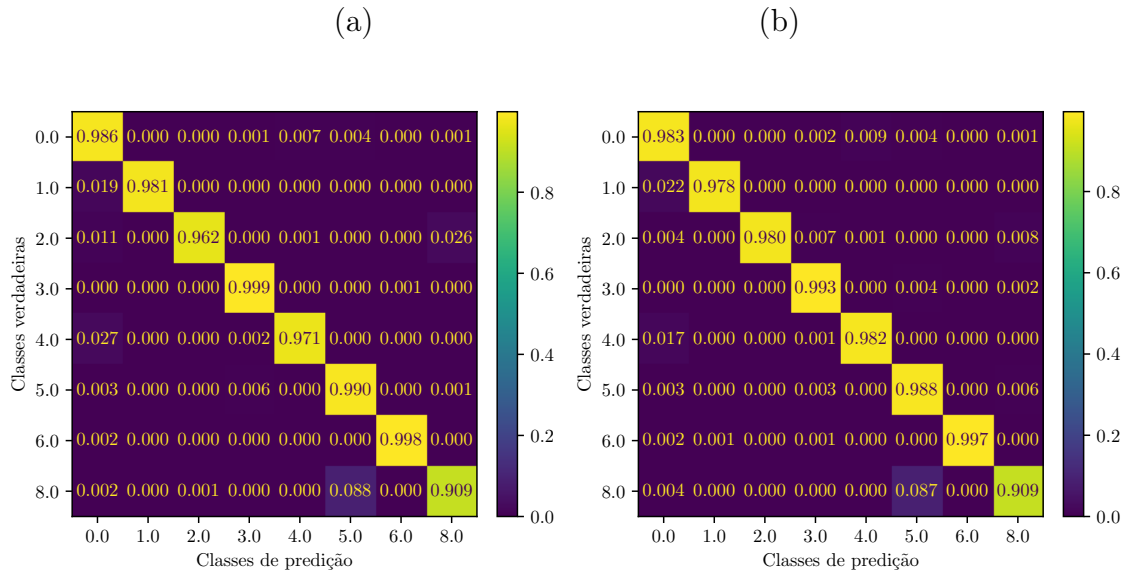 (a)
0.0 0.986 0.000 0.000 0.001 0.007 0.004 0.000 0.001
1.0 0.019 0.981 0.000 0.000 0.000 0.000 0.000 0.000
2.0 0.011 0.000 0.962 0.000 0.001 0.000 0.000 0.026
3.0 0.000 0.000 0.000 0.999 0.000 0.000 0.001 0.000
4.0 0.027 0.000 0.000 0.002 0.971 0.000 0.000 0.000
5.0 0.003 0.000 0.000 0.006 0.000 0.990 0.000 0.001
6.0 0.002 0.000 0.000 0.000 0.000 0.000 0.998 0.000
8.0 0.002 0.000 0.001 0.000 0.000 0.088 0.000 0.909
0.0 1.0 2.0 3.0 4.0 5.0 6.0 8.0
Classes de predição
Classes verdadeiras
0.8
0.6
0.4
0.2
0.0
(b)
0.0 0.983 0.000 0.000 0.002 0.009 0.004 0.000 0.001
1.0 0.022 0.978 0.000 0.000 0.000 0.000 0.000 0.000
2.0 0.004 0.000 0.980 0.007 0.001 0.000 0.000 0.008
3.0 0.000 0.000 0.000 0.993 0.000 0.004 0.000 0.002
4.0 0.017 0.000 0.000 0.001 0.982 0.000 0.000 0.000
5.0 0.003 0.000 0.000 0.003 0.000 0.988 0.000 0.006
6.0 0.002 0.001 0.000 0.001 0.000 0.000 0.997 0.000
8.0 0.004 0.000 0.000 0.000 0.000 0.087 0.000 0.909
0.0 1.0 2.0 3.0 4.0 5.0 6.0 8.0
Classes de predição
Classes verdadeiras
0.8
0.6
0.4
0.2
0.0